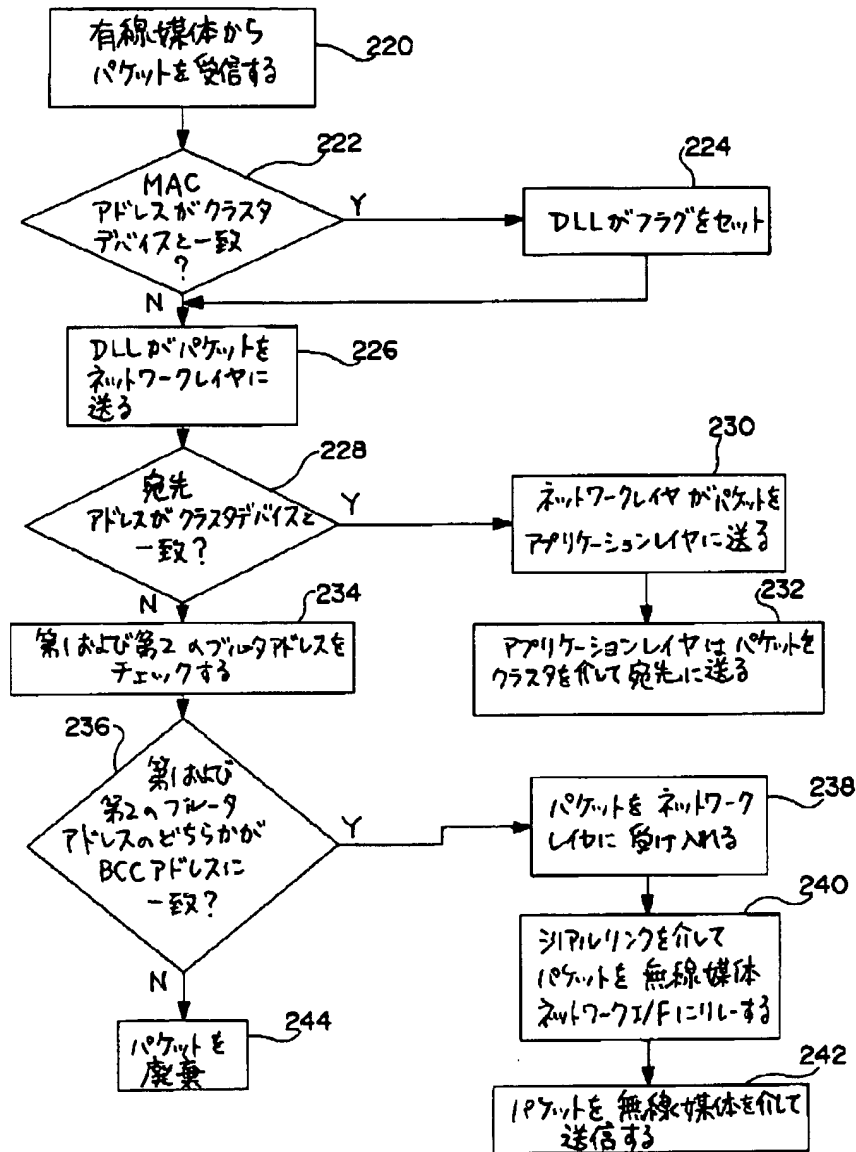 有線媒体から
パケットを受信する
220
222
MAC
アドレスがクラスタ
デバイスと一致
?
Y
224
DLLがフラグをセット
N
DLLがパケットを
ネットワークレイヤに
送る
226
228
宛先
アドレスがクラスタデバイスと
一致?
Y
230
ネットワークレイヤがパケットを
アプリケーションレイヤに送る
N
234
232
第1および第2のブルータアドレスを
チェックする
アプリケーションレイヤはパケットを
クラスタを介して宛先に送る
236
第1および
第2のブルータ
アドレスのどちらかが
BCCアドレスに
一致?
Y
238
パケットをネットワーク
レイヤに受け入れる
240
シリアルリンクを介して
パケットを無線媒体
ネットワークI/Fにリレーする
N
244
パケットを
廃棄
242
パケットを無線媒体を介して
送信する